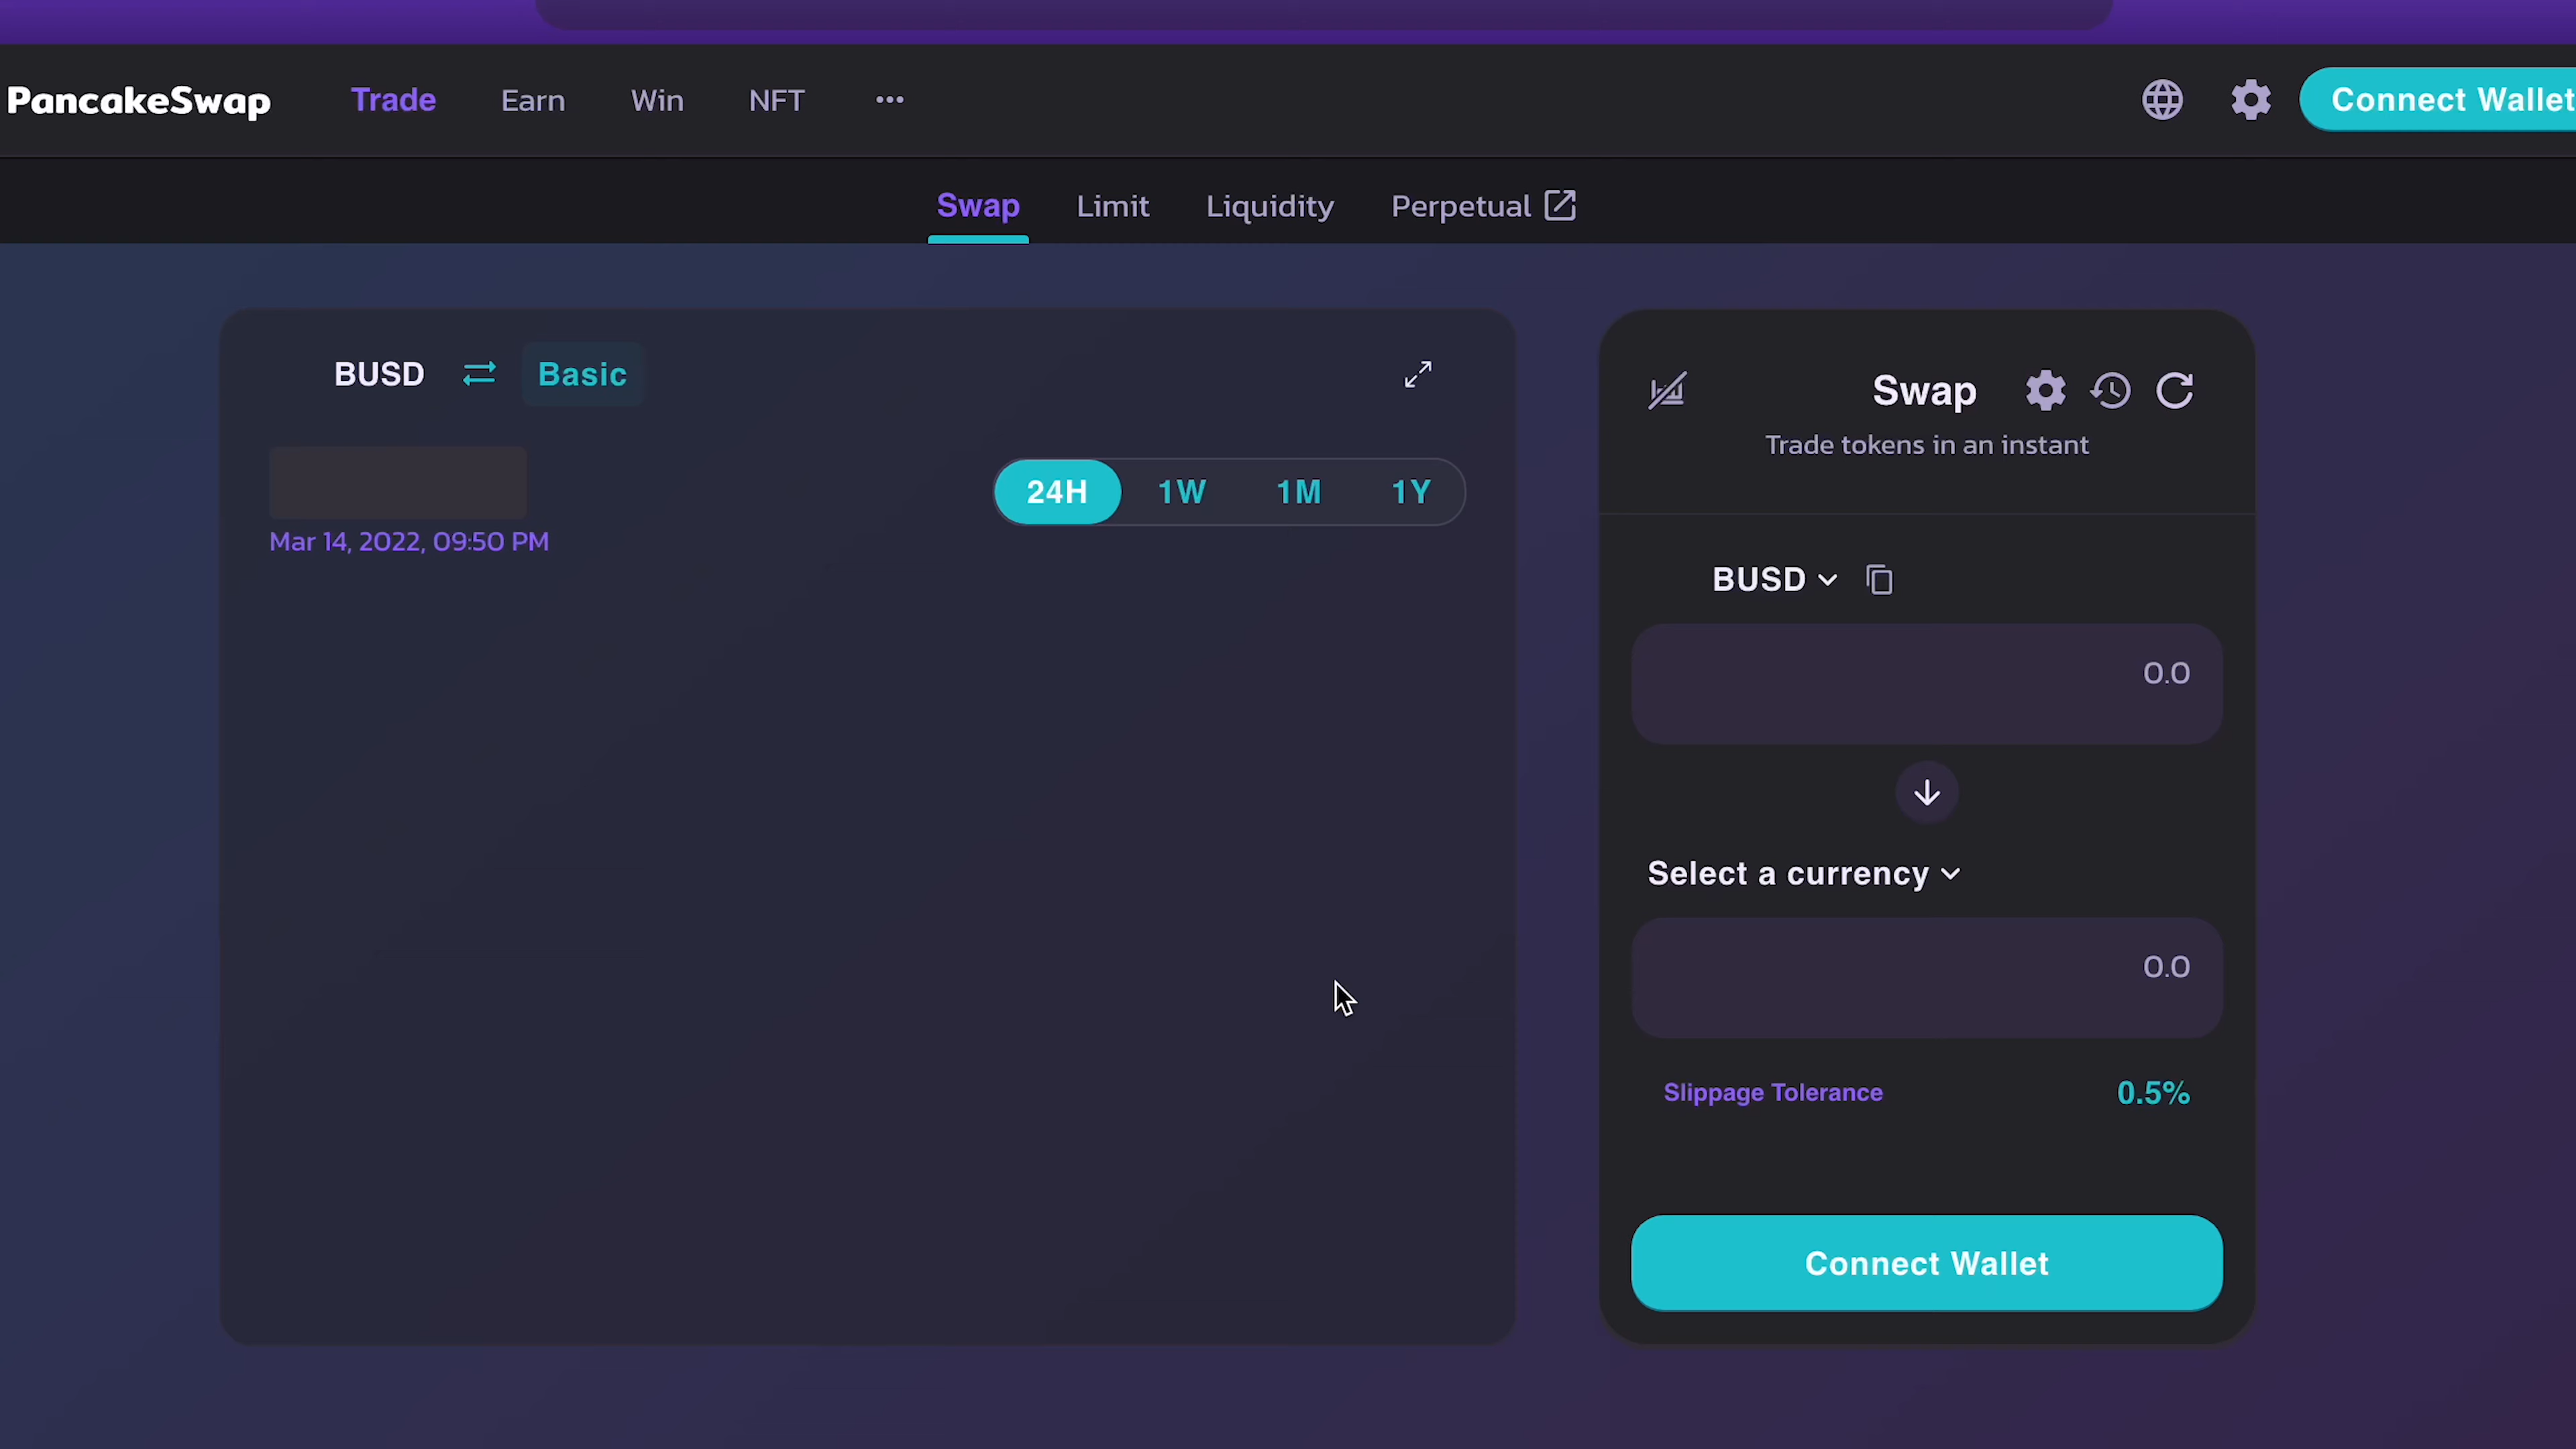 PancakeSwap Trade Earn Win NFT ... Connect Wallet
Swap Limit Liquidity Perpetual
BUSD Basic
Mar 14, 2022, 09:50 PM
24H 1W 1M 1Y
Swap
Trade tokens in an instant
BUSD
0.0
Select a currency
0.0
Slippage Tolerance 0.5%
Connect Wallet